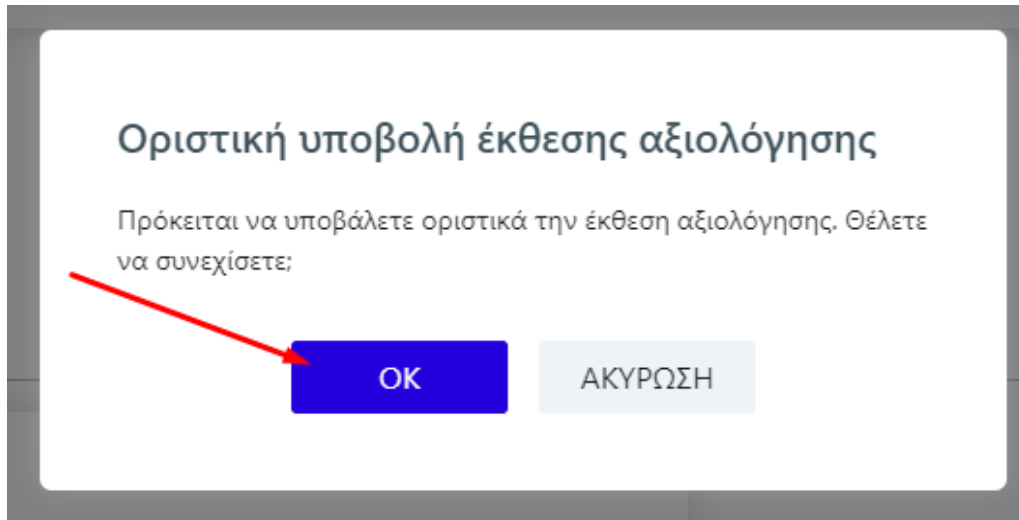 Οριστική υποβολή έκθεσης αξιολόγησης
Πρόκειται να υποβάλετε οριστικά την έκθεση αξιολόγησης. Θέλετε
να συνεχίσετε;
OK
ΑΚΥΡΩΣΗ